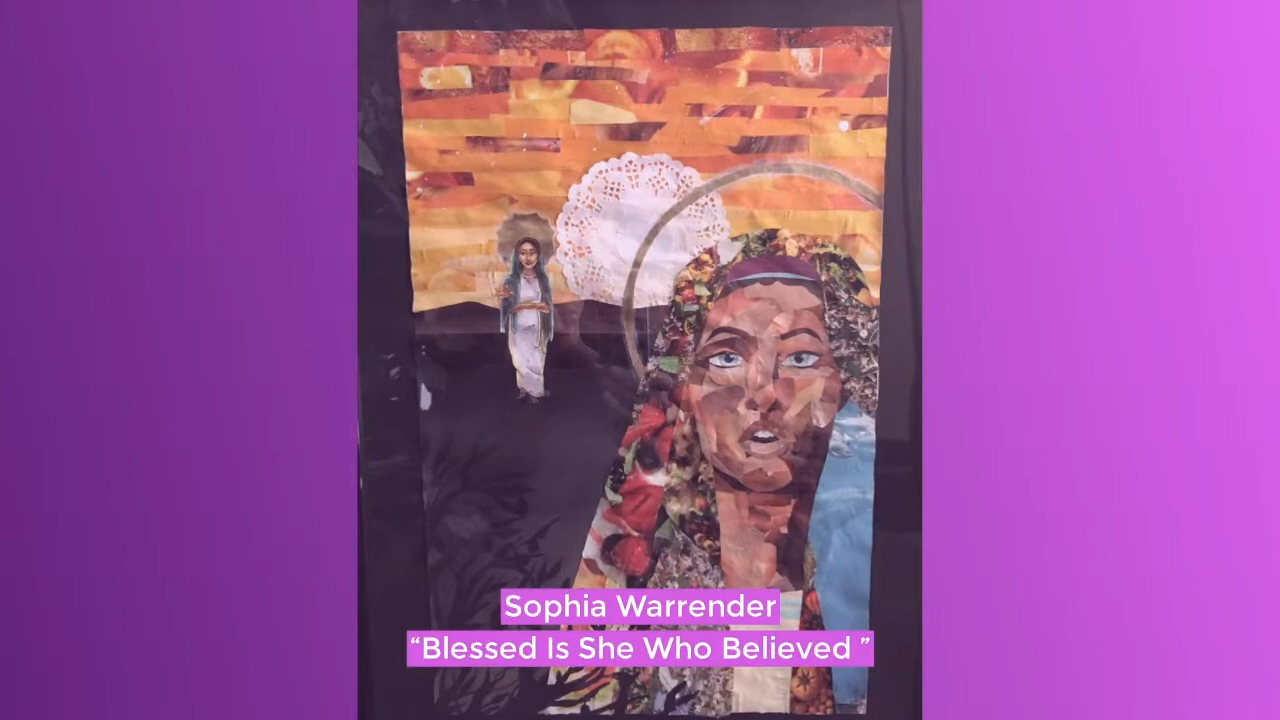 Sophia Warrender
“Blessed Is She Who Believed ”